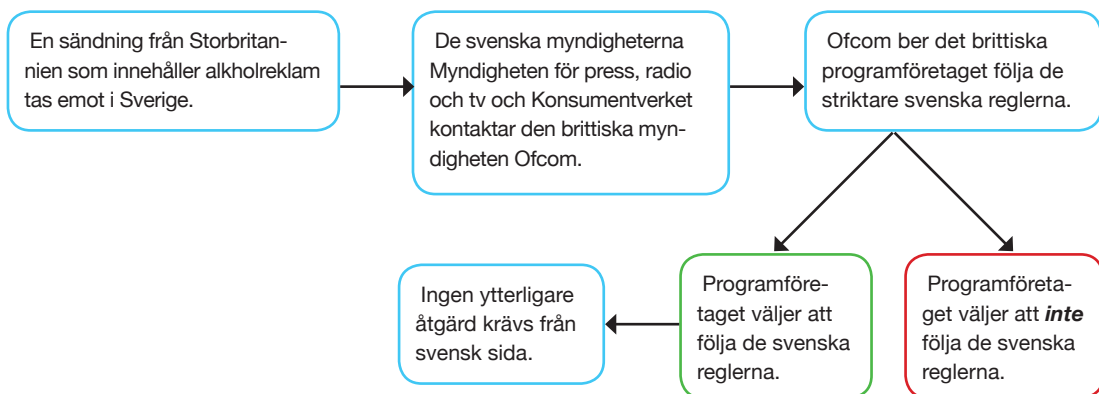 En sändning från Storbritan-
nien som innehåller alkholreklam
tas emot i Sverige.
De svenska myndigheterna
Myndigheten för press, radio
och tv och Konsumentverket
kontaktar den brittiska myn-
digheten Ofcom.
Ofcom ber det brittiska
programföretaget följa de
striktare svenska reglerna.
Ingen ytterligare
åtgärd krävs från
svensk sida.
Programföre-
taget väljer att
följa de svenska
reglerna.
Programföreta-
get väljer att inte
följa de svenska
reglerna.